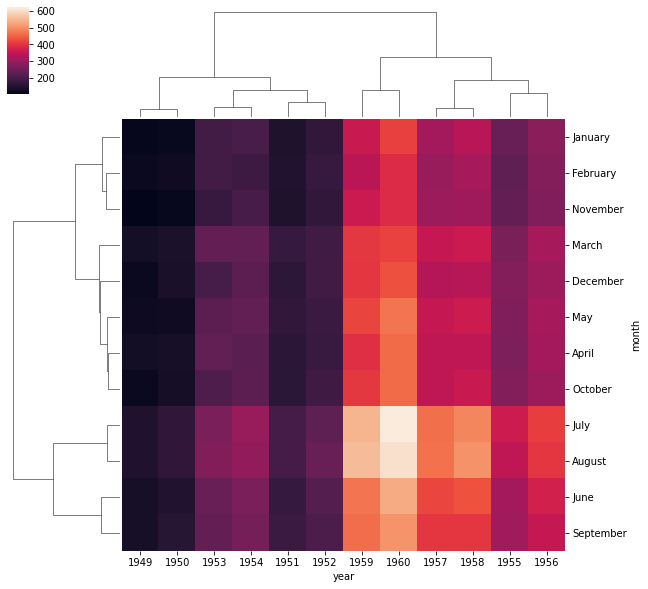 600
500
400
300
200
January
February
November
March
December
May
April
October
July
August
June
September
month
1949 1950 1953 1954 1951 1952 1959 1960 1957 1958 1955 1956
year